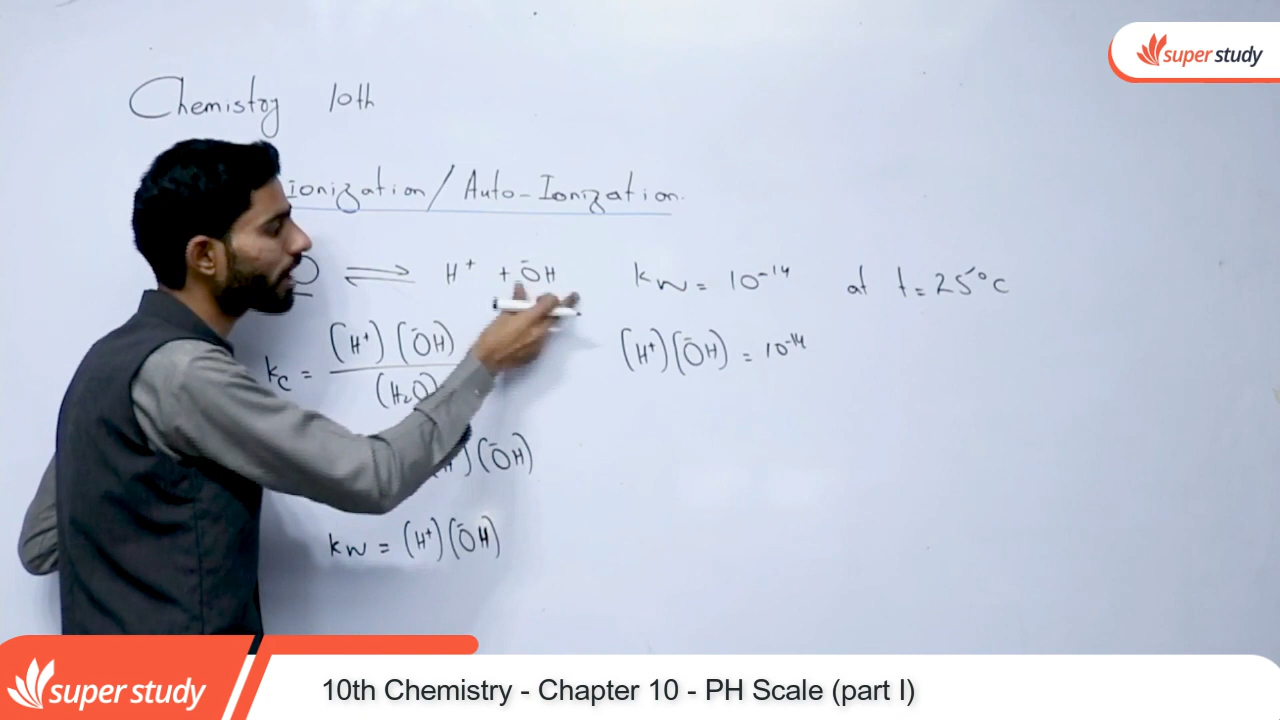 super study
Chemistry 10th
ionization / Auto-Ionization.
⇌ H⁺ + ŌH
Kw = 10⁻¹⁴ at t = 25°C
Kc = (H⁺) (ŌH) / (H₂O)
(H⁺)(ŌH) = 10⁻¹⁴
(ŌH)
Kw = (H⁺)(ŌH)
super study
10th Chemistry - Chapter 10 - PH Scale (part I)